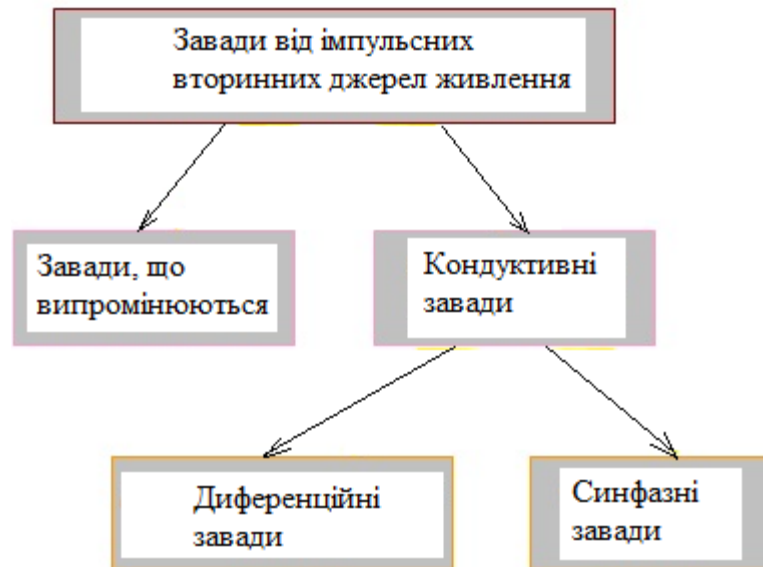 Завади від імпульсних
вторинних джерел живлення
Завади, що
випромінюються
Кондуктивні
завади
Диференційні
завади
Синфазні
завади